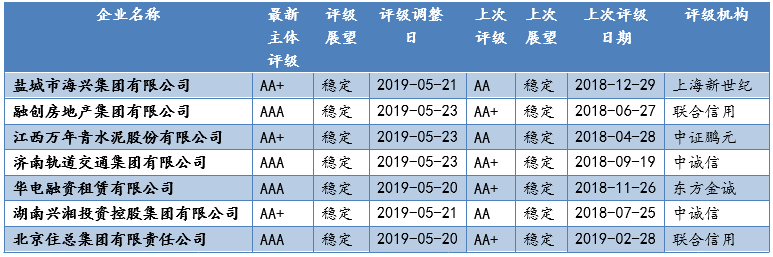 企业名称 最新主体评级 评级展望 评级调整日 上次评级 上次展望 上次评级日期 评级机构
盐城市海兴集团有限公司 AA+ 稳定 2019-05-21 AA 稳定 2018-12-29 上海新世纪
融创房地产集团有限公司 AAA 稳定 2019-05-23 AA+ 稳定 2018-06-27 联合信用
江西万年青水泥股份有限公司 AA+ 稳定 2019-05-23 AA 稳定 2018-04-28 中证鹏元
济南轨道交通集团有限公司 AAA 稳定 2019-05-23 AA+ 稳定 2018-09-19 中诚信
华电融资租赁有限公司 AAA 稳定 2019-05-20 AA+ 稳定 2018-11-26 东方金诚
湖南兴湘投资控股集团有限公司 AA+ 稳定 2019-05-21 AA 稳定 2018-07-25 中诚信
北京住总集团有限责任公司 AAA 稳定 2019-05-20 AA+ 稳定 2019-02-28 联合信用